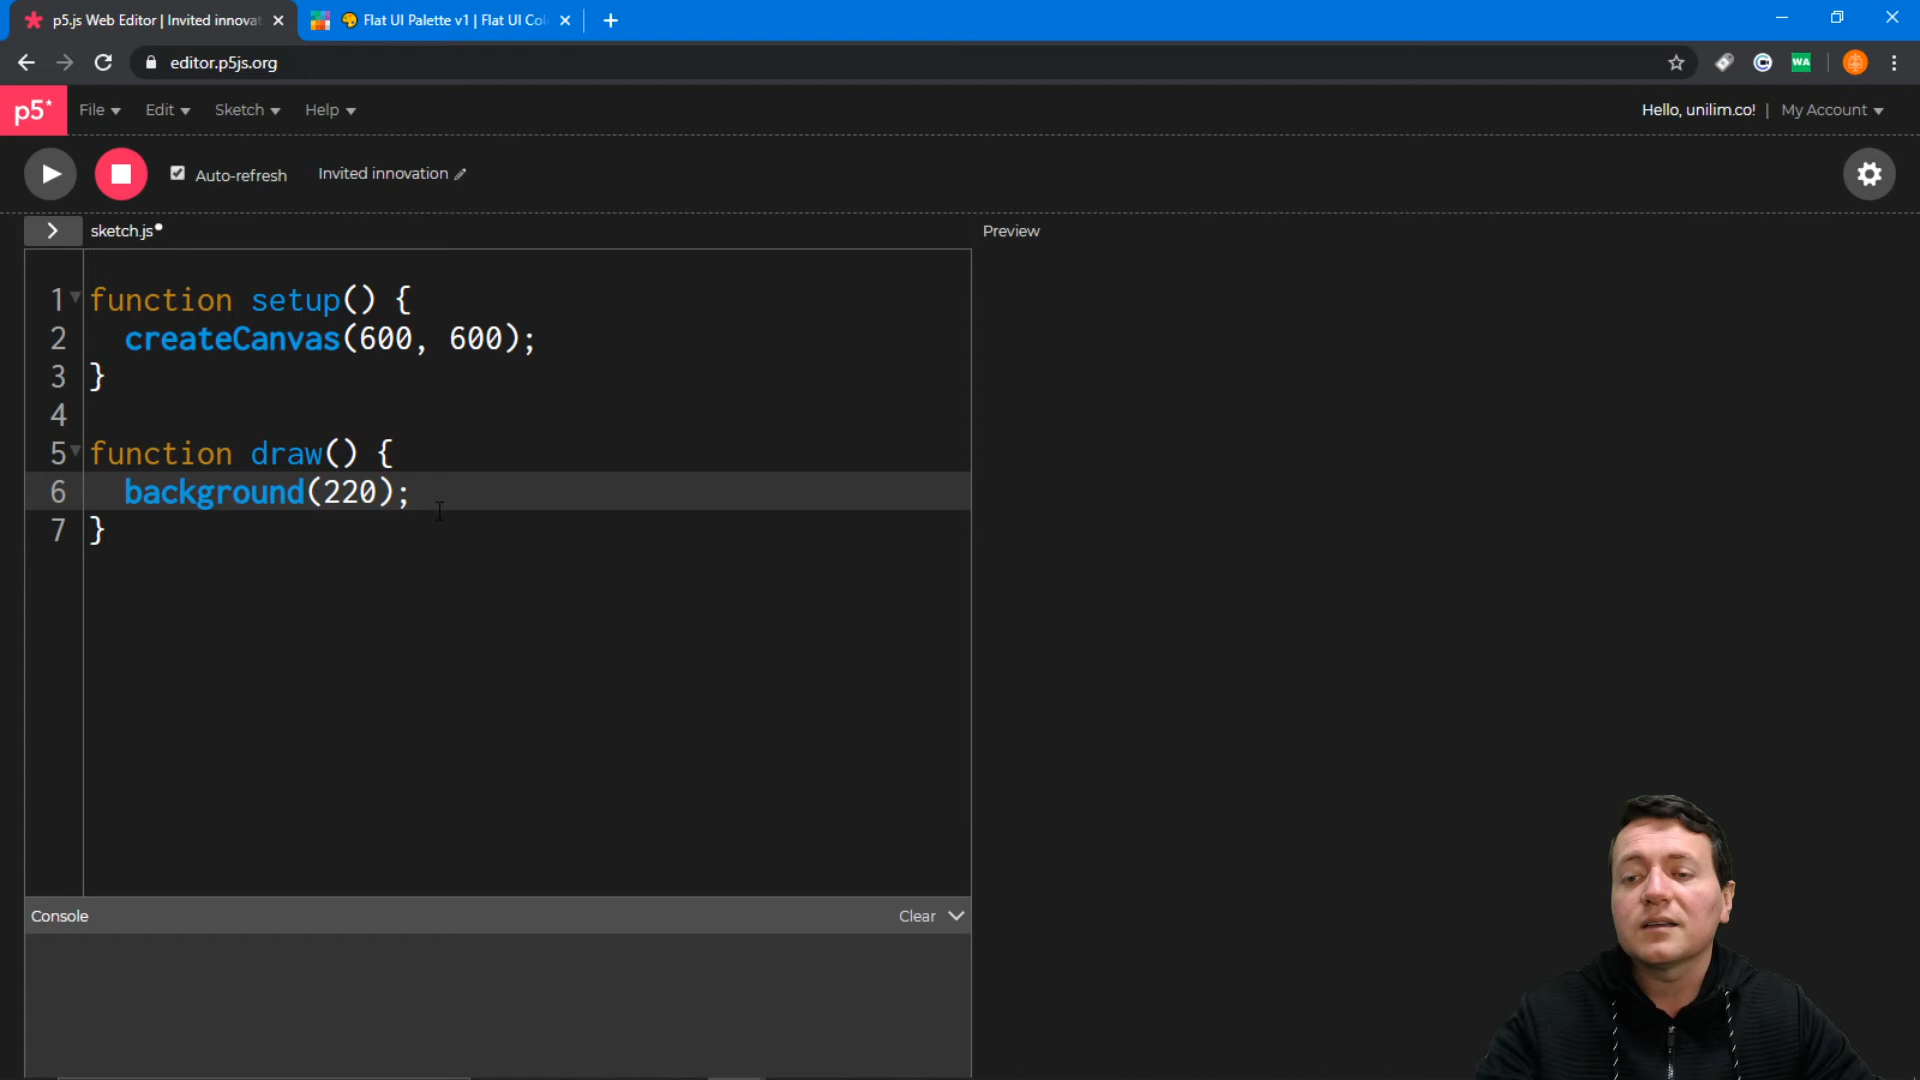 p5.js Web Editor | Invited innovat
Flat UI Palette v1 | Flat UI Col
editor.p5js.org
WA
p5*
File
Edit
Sketch
Help
Hello, unilim.co! | My Account
Auto-refresh
Invited innovation
sketch.js
Preview
1 function setup() {
2 createCanvas(600, 600);
3 }
4
5 function draw() {
6 background(220);
7 }
Console
Clear